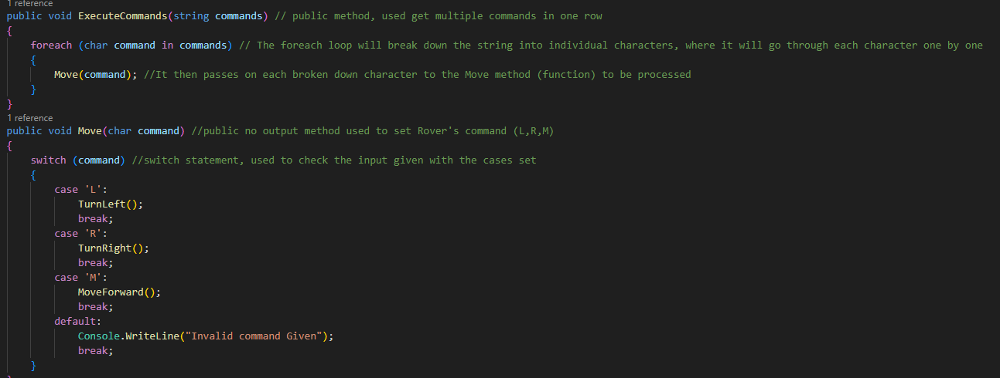 1 reference
public void ExecuteCommands(string commands) // public method, used get multiple commands in one row
{
foreach (char command in commands) // The foreach loop will break down the string into individual characters, where it will go through each character one by one
{
Move(command); //It then passes on each broken down character to the Move method (function) to be processed
}
}
1 reference
public void Move(char command) //public no output method used to set Rover's command (L,R,M)
{
switch (command) //switch statement, used to check the input given with the cases set
{
case 'L':
TurnLeft();
break;
case 'R':
TurnRight();
break;
case 'M':
MoveForward();
break;
default:
Console.WriteLine("Invalid command Given");
break;
}
}